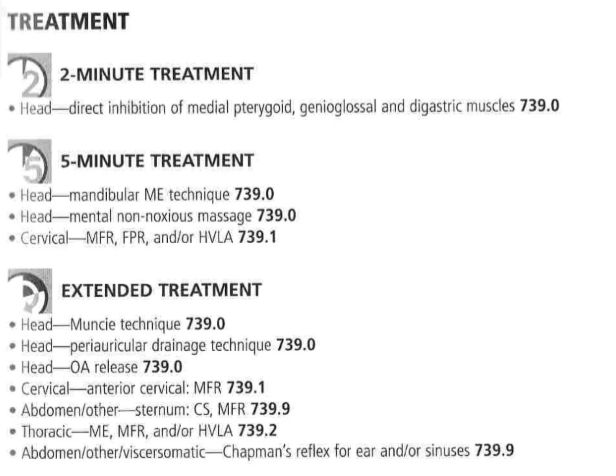 TREATMENT
2 2-MINUTE TREATMENT
• Head—direct inhibition of medial pterygoid, genioglossal and digastric muscles 739.0
5 5-MINUTE TREATMENT
• Head—mandibular ME technique 739.0
• Head—mental non-noxious massage 739.0
• Cervical—MFR, FPR, and/or HVLA 739.1
EXTENDED TREATMENT
• Head—Muncie technique 739.0
• Head—periauricular drainage technique 739.0
• Head—OA release 739.0
• Cervical—anterior cervical: MFR 739.1
• Abdomen/other—sternum: CS, MFR 739.9
• Thoracic—ME, MFR, and/or HVLA 739.2
• Abdomen/other/viscersomatic—Chapman's reflex for ear and/or sinuses 739.9